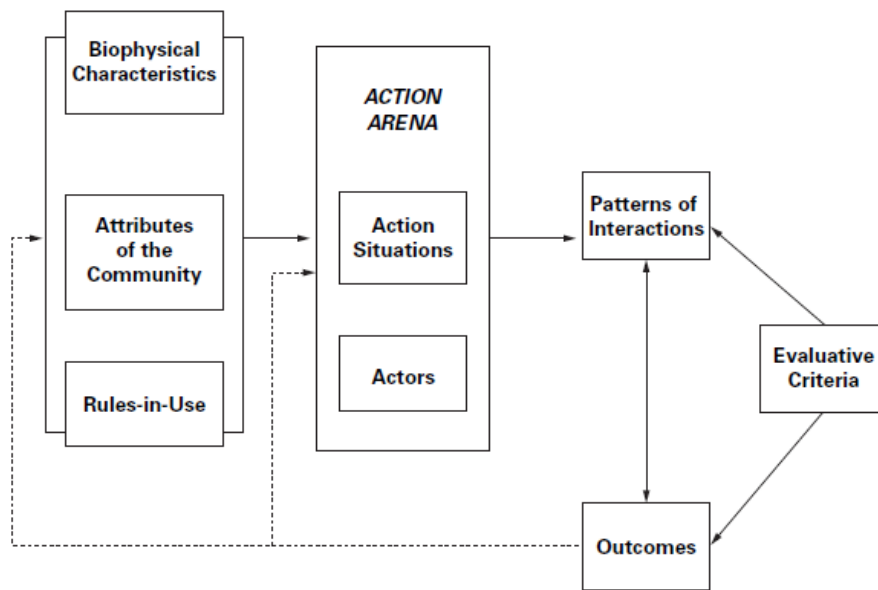 Biophysical
Characteristics
Attributes
of the
Community
Rules-in-Use
ACTION
ARENA
Action
Situations
Actors
Patterns of
Interactions
Outcomes
Evaluative
Criteria